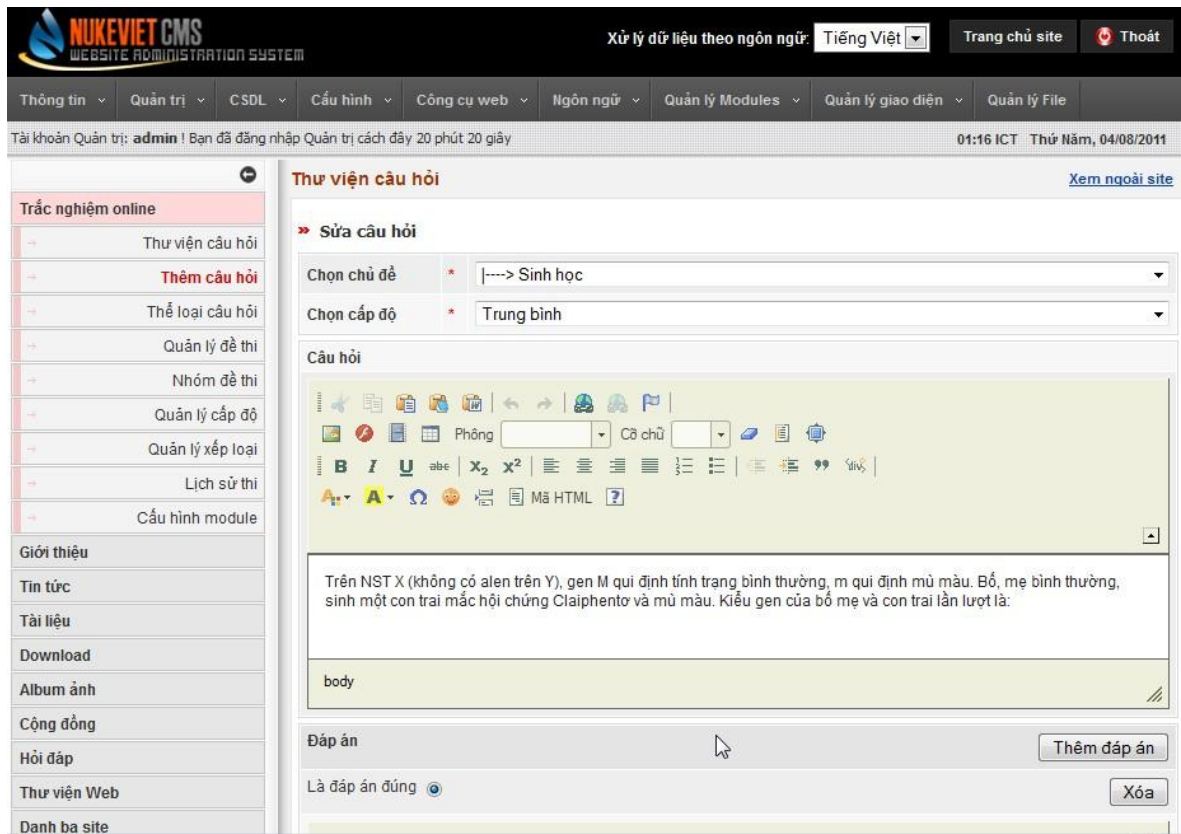 NUKEVIET CMS
WEBSITE ADMINISTRATION SYSTEM
Xử lý dữ liệu theo ngôn ngữ: Tiếng Việt Trang chủ site Thoát
Thông tin Quản trị CSDL Cấu hình Công cụ web Ngôn ngữ Quản lý Modules Quản lý giao diện Quản lý File
Tài khoản Quản trị: admin ! Bạn đã đăng nhập Quản trị cách đây 20 phút 20 giây 01:16 ICT Thứ Năm, 04/08/2011
Trắc nghiệm online
Thư viện câu hỏi
Thêm câu hỏi
Thể loại câu hỏi
Quản lý đề thi
Nhóm đề thi
Quản lý cấp độ
Quản lý xếp loại
Lịch sử thi
Cấu hình module
Giới thiệu
Tin tức
Tài liệu
Download
Album ảnh
Cộng đồng
Hỏi đáp
Thư viện Web
Danh bạ site
Thư viện câu hỏi Xem ngoài site
» Sửa câu hỏi
Chọn chủ đề * |----> Sinh học
Chọn cấp độ * Trung bình
Câu hỏi
Phông Cỡ chữ
B I U abc X₂ X²
A A Ω Mã HTML ?
Trên NST X (không có alen trên Y), gen M qui định tính trạng bình thường, m qui định mù màu. Bố, mẹ bình thường,
sinh một con trai mắc hội chứng Claiphentơ và mù màu. Kiểu gen của bố mẹ và con trai lần lượt là:
body
Đáp án Thêm đáp án
Là đáp án đúng Xóa